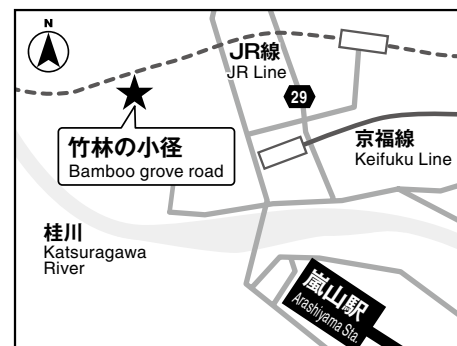 N
JR線
JR Line
29
竹林の小径
Bamboo grove road
京福線
Keifuku Line
桂川
Katsuragawa
River
嵐山駅
Arashiyama Sta.